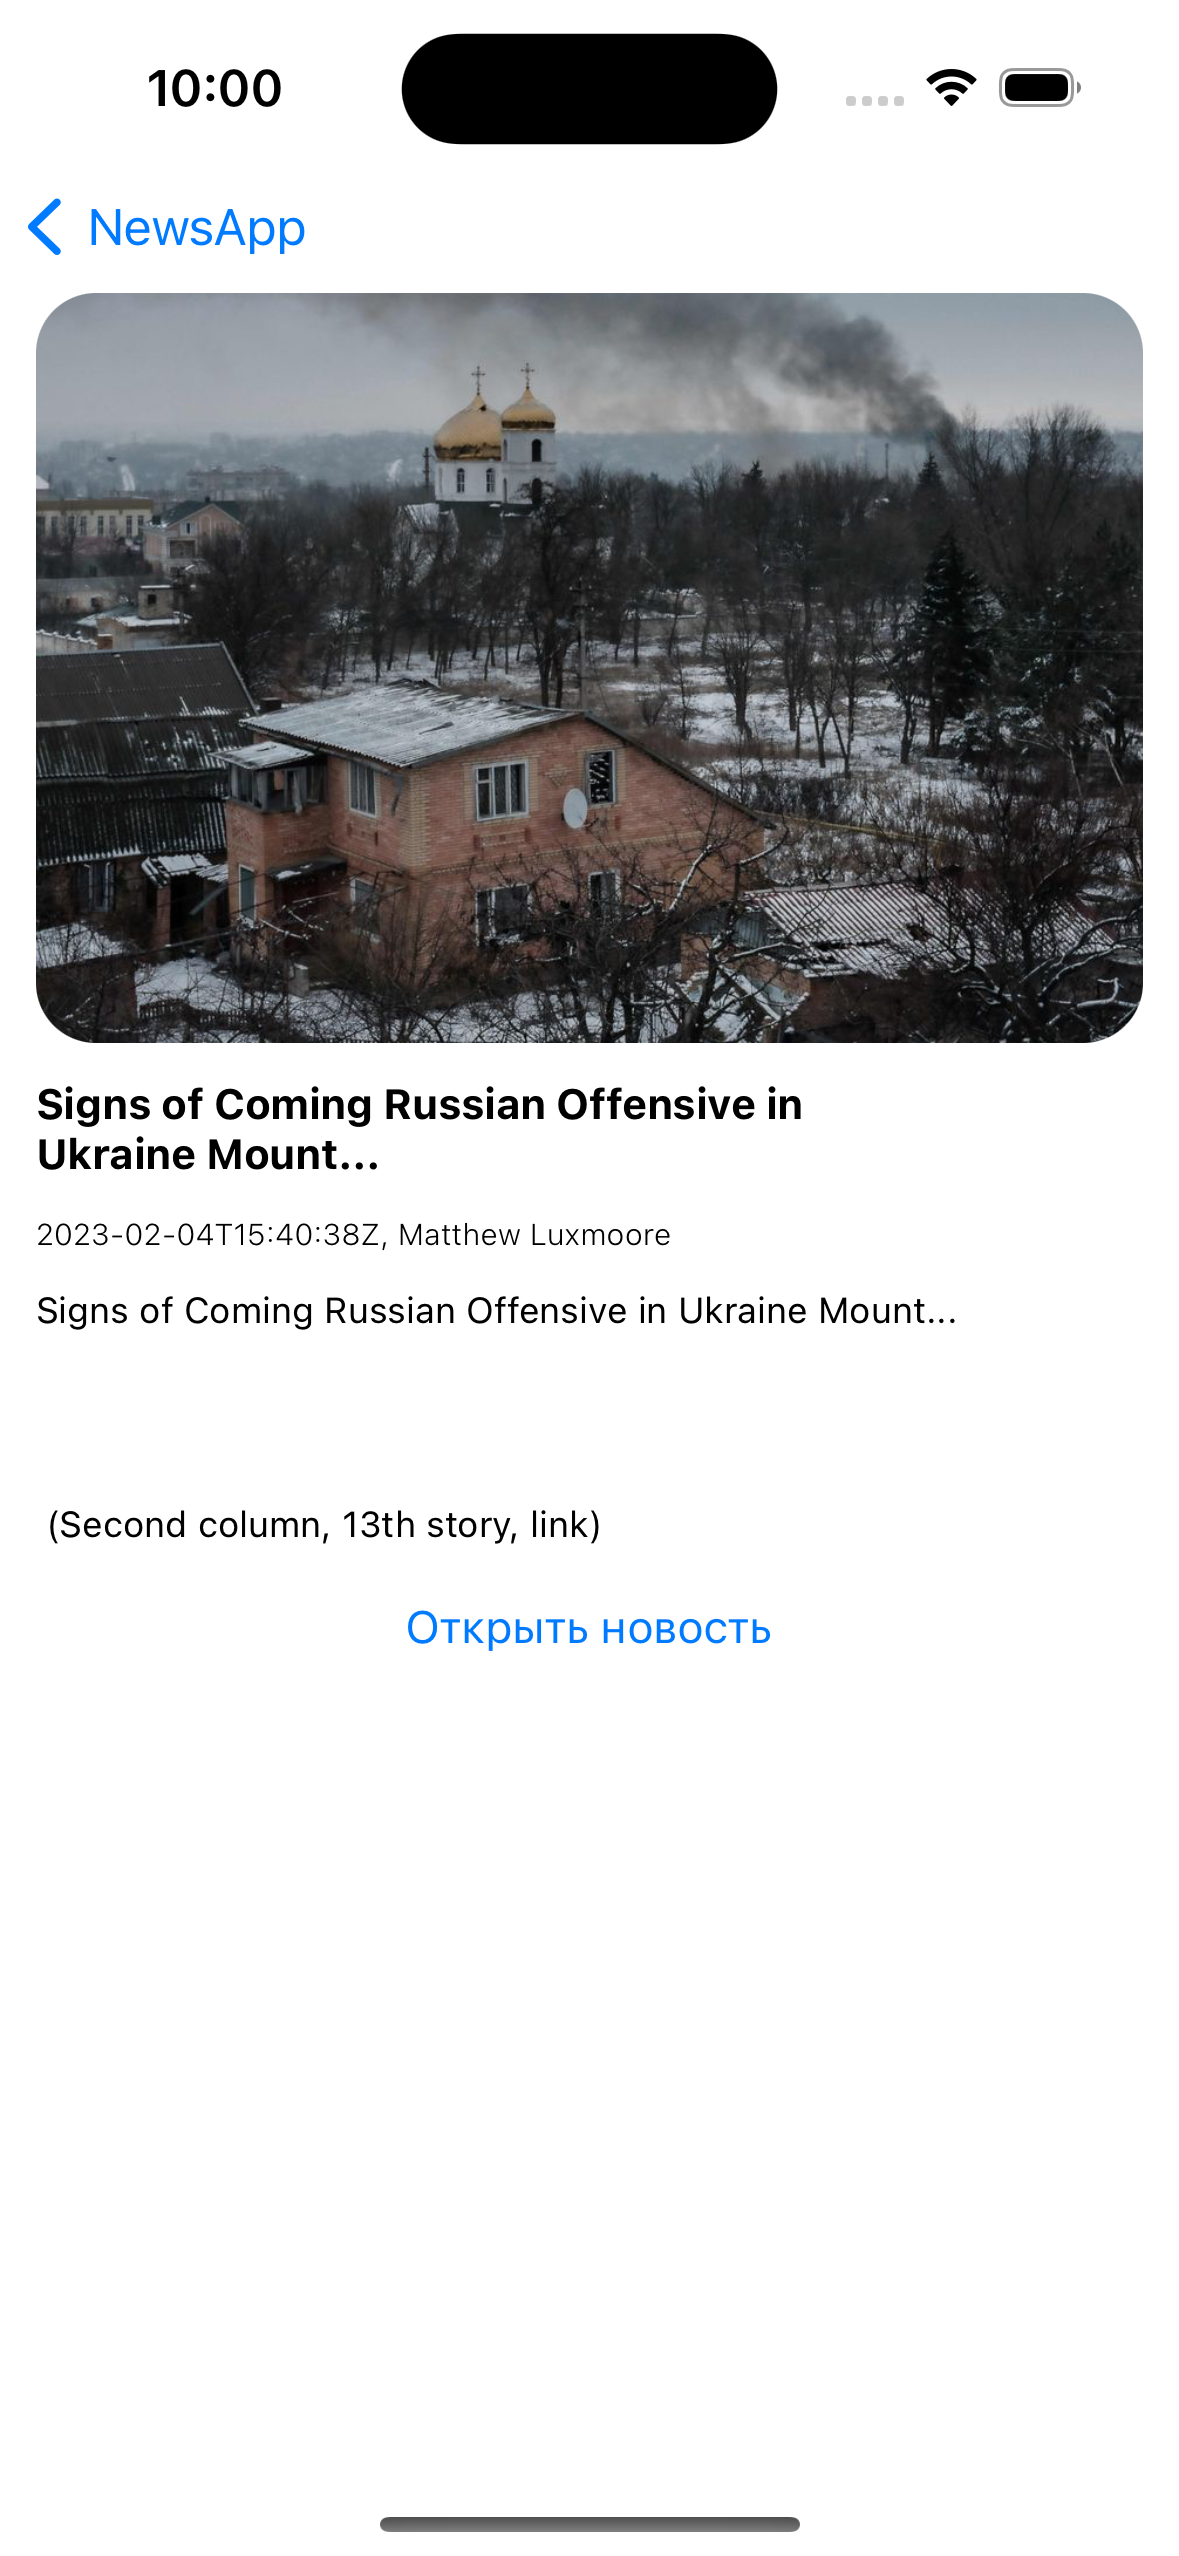 10:00
NewsApp
Signs of Coming Russian Offensive in
Ukraine Mount...
2023-02-04T15:40:38Z, Matthew Luxmoore
Signs of Coming Russian Offensive in Ukraine Mount...
(Second column, 13th story, link)
Открыть новость